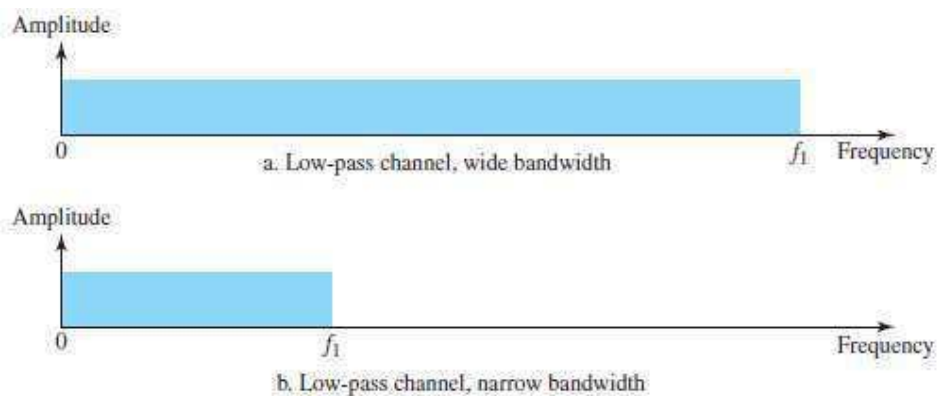 Amplitude
0
f₁
Frequency
a. Low-pass channel, wide bandwidth
Amplitude
0
f₁
Frequency
b. Low-pass channel, narrow bandwidth